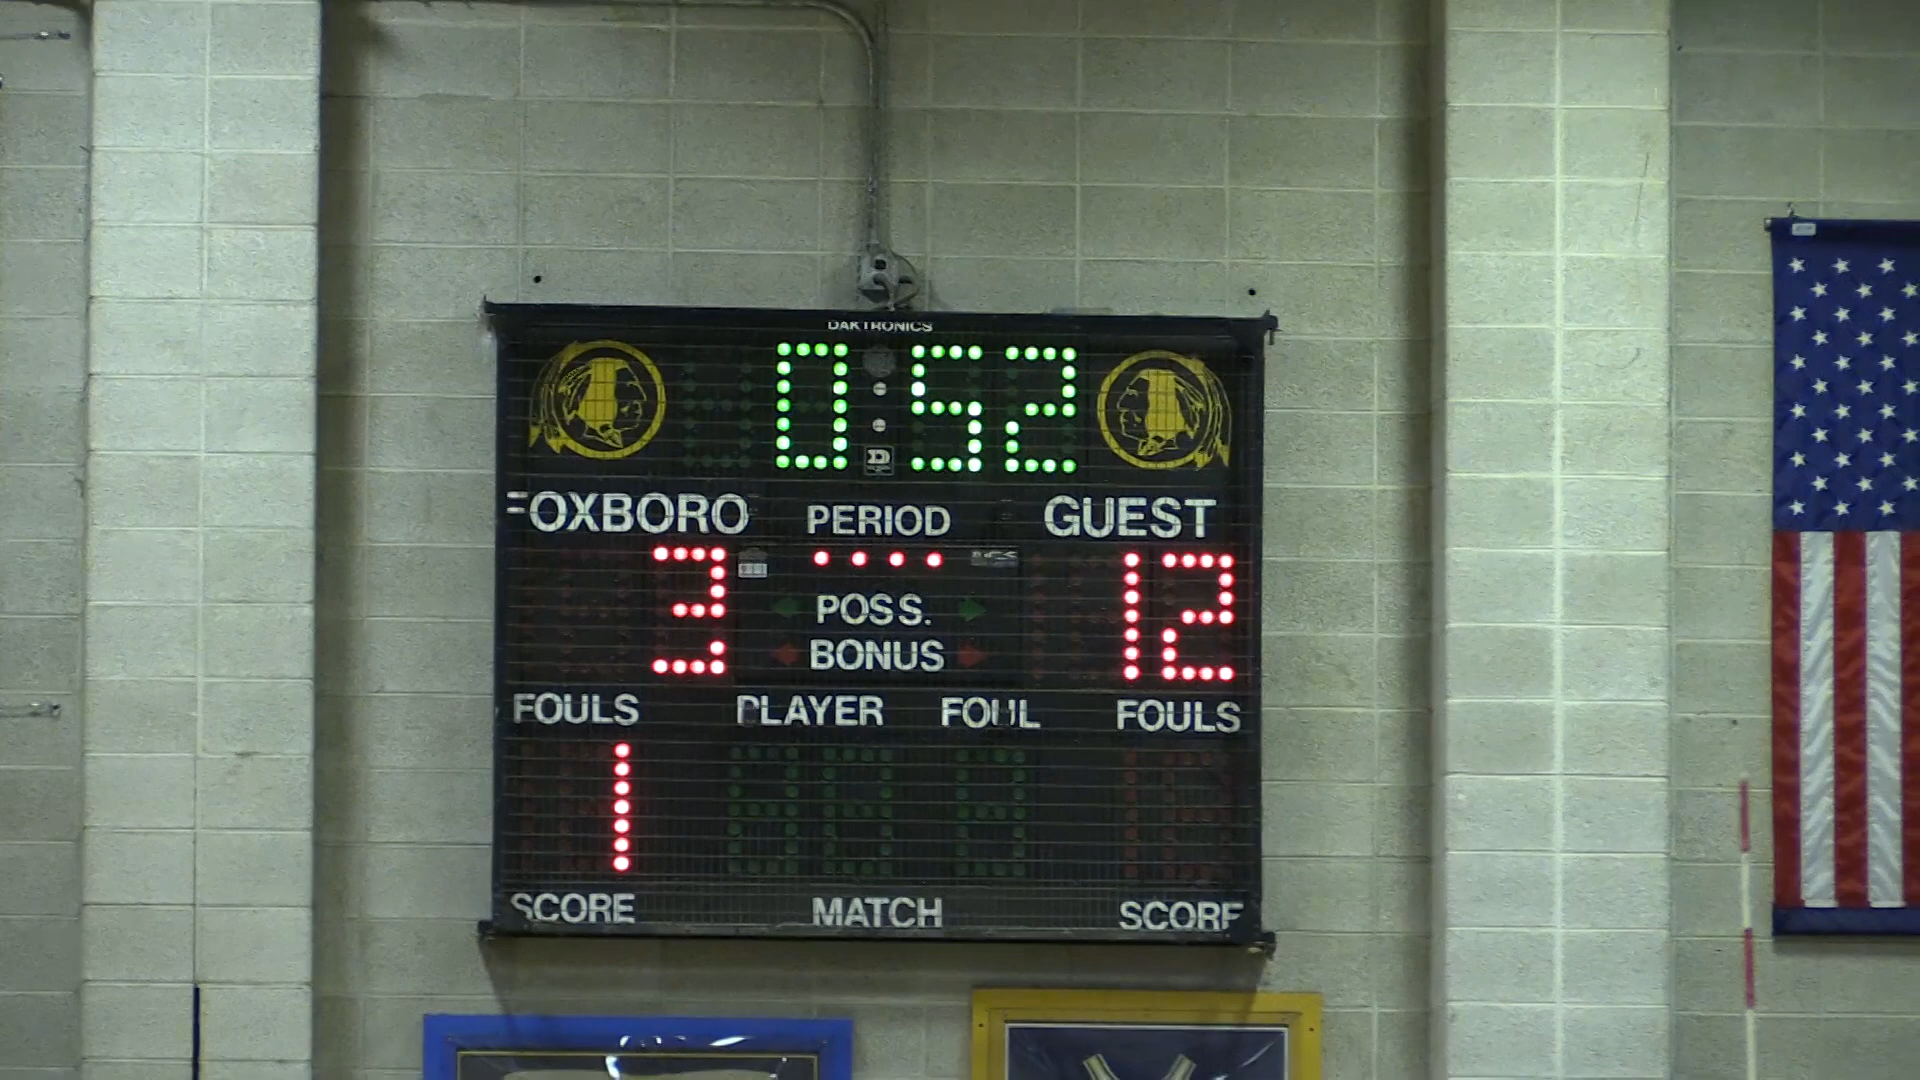 DAKTRONICS
0:52
FOXBORO PERIOD GUEST
3 12
POSS.
BONUS
FOULS PLAYER FOUL FOULS
1
SCORE MATCH SCORE